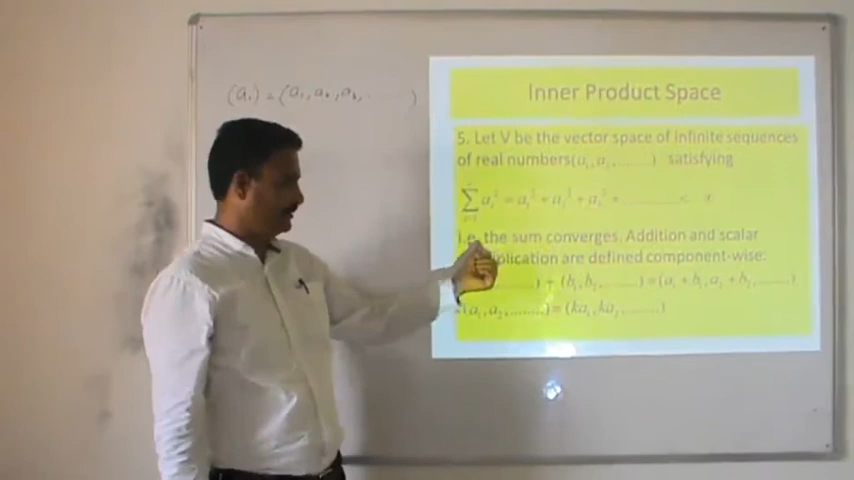 (a₁) = (a₁, a₂, a₃, ......)
Inner Product Space
5. Let V be the vector space of infinite sequences
of real numbers(a₁, a₂, ........) satisfying
∑ aᵢ² = a₁² + a₂² + a₃² + .............. <
i.e. the sum converges. Addition and scalar
plication are defined component-wise:
........) + (b₁, b₂, ........) = (a₁ + b₁, a₂ + b₂, ........)
(a₁, a₂, ........) = (ka₁, ka₂, ........)